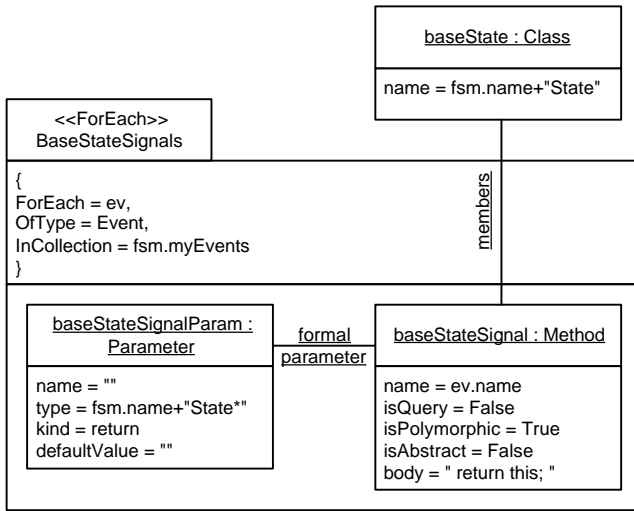 baseState : Class
name = fsm.name+"State"
<<ForEach>>
BaseStateSignals
{
ForEach = ev,
OfType = Event,
InCollection = fsm.myEvents
}
members
baseStateSignalParam :
Parameter
name = ""
type = fsm.name+"State*"
kind = return
defaultValue = ""
formal
parameter
baseStateSignal : Method
name = ev.name
isQuery = False
isPolymorphic = True
isAbstract = False
body = " return this; "